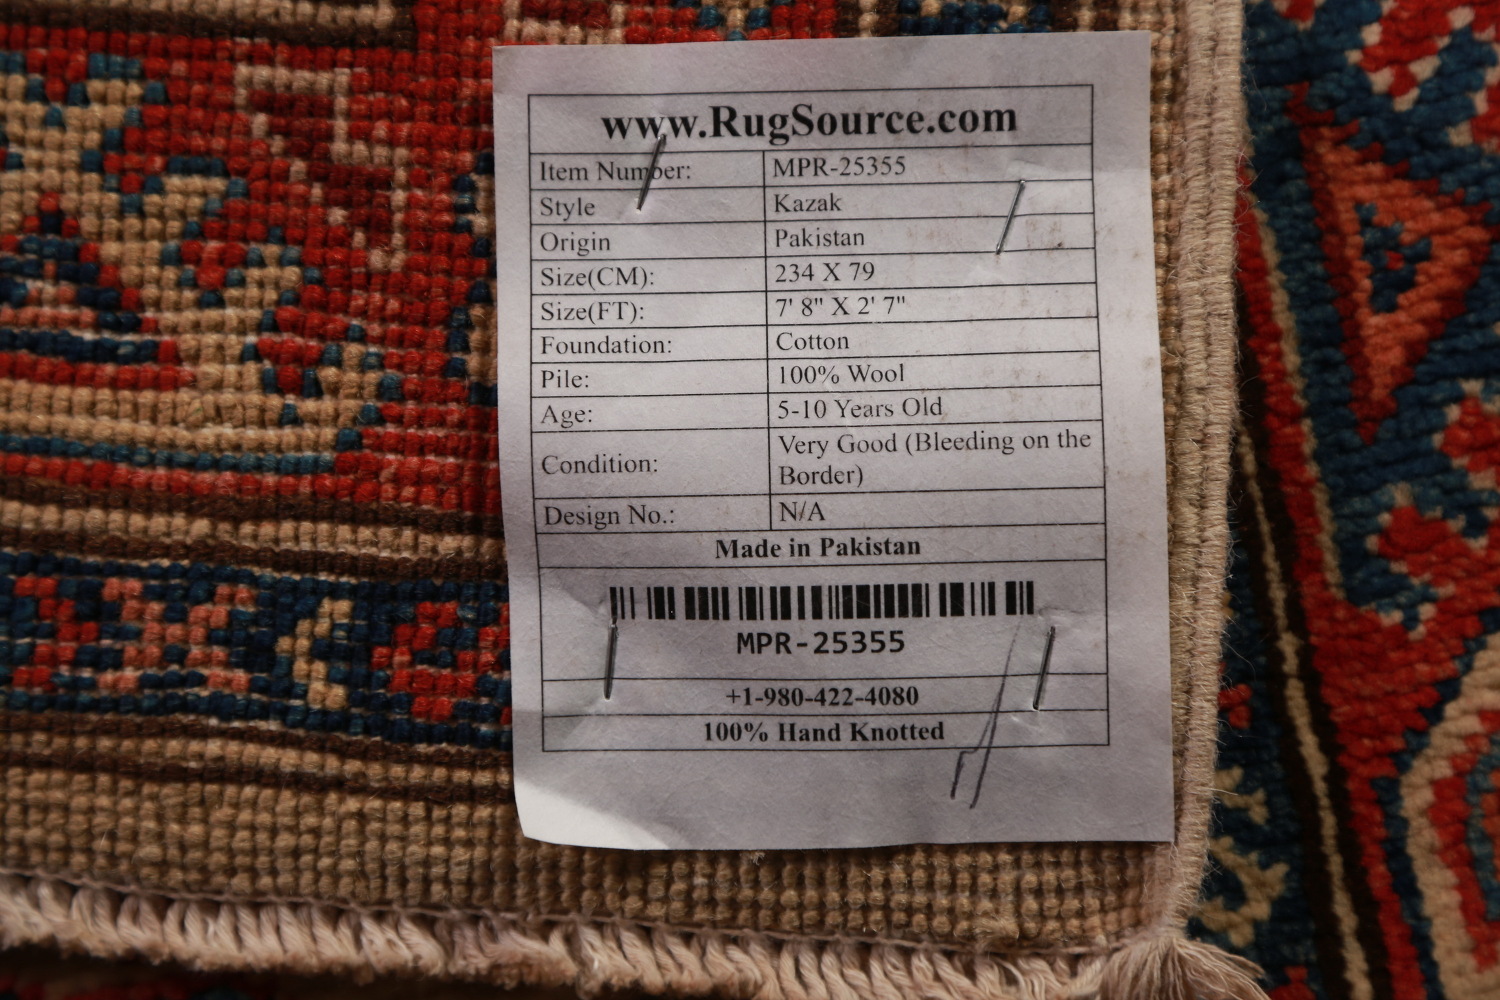 www.RugSource.com
Item Number: MPR-25355
Style Kazak
Origin Pakistan
Size(CM): 234 X 79
Size(FT): 7' 8" X 2' 7"
Foundation: Cotton
Pile: 100% Wool
Age: 5-10 Years Old
Condition: Very Good (Bleeding on the
Border)
Design No.: N/A
Made in Pakistan
MPR-25355
+1-980-422-4080
100% Hand Knotted